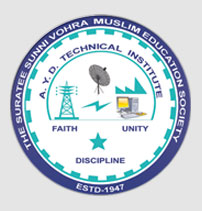 THE SURATEE SUNNI VOHRA MUSLIM EDUCATION SOCIETY
A. Y. D. TECHNICAL INSTITUTE
FAITH UNITY
DISCIPLINE
ESTD-1947